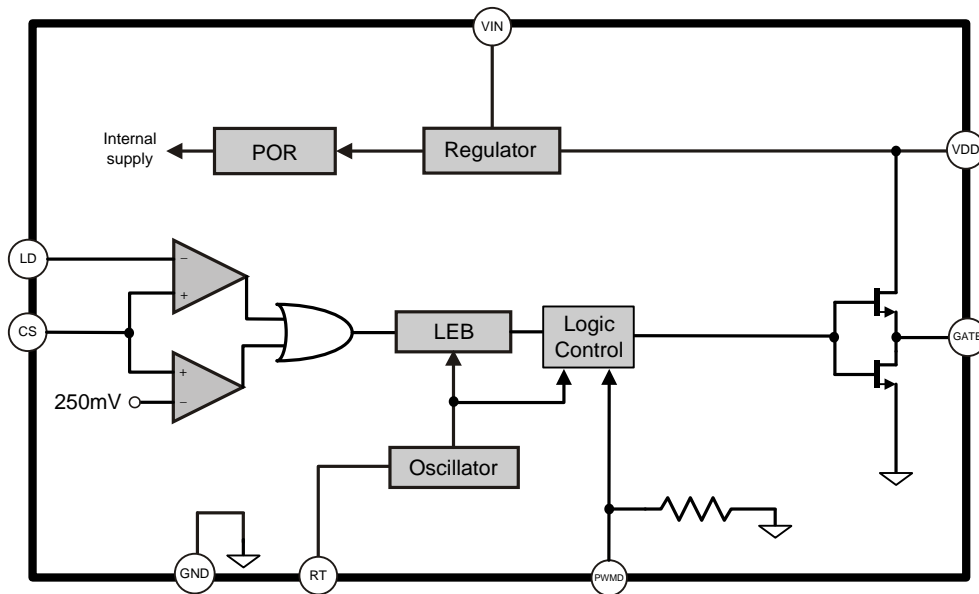 VIN
Internal
supply
POR
Regulator
VDD
LD
−
+
CS
LEB
Logic
Control
GATE
+
−
250mV
Oscillator
GND
RT
PWMD